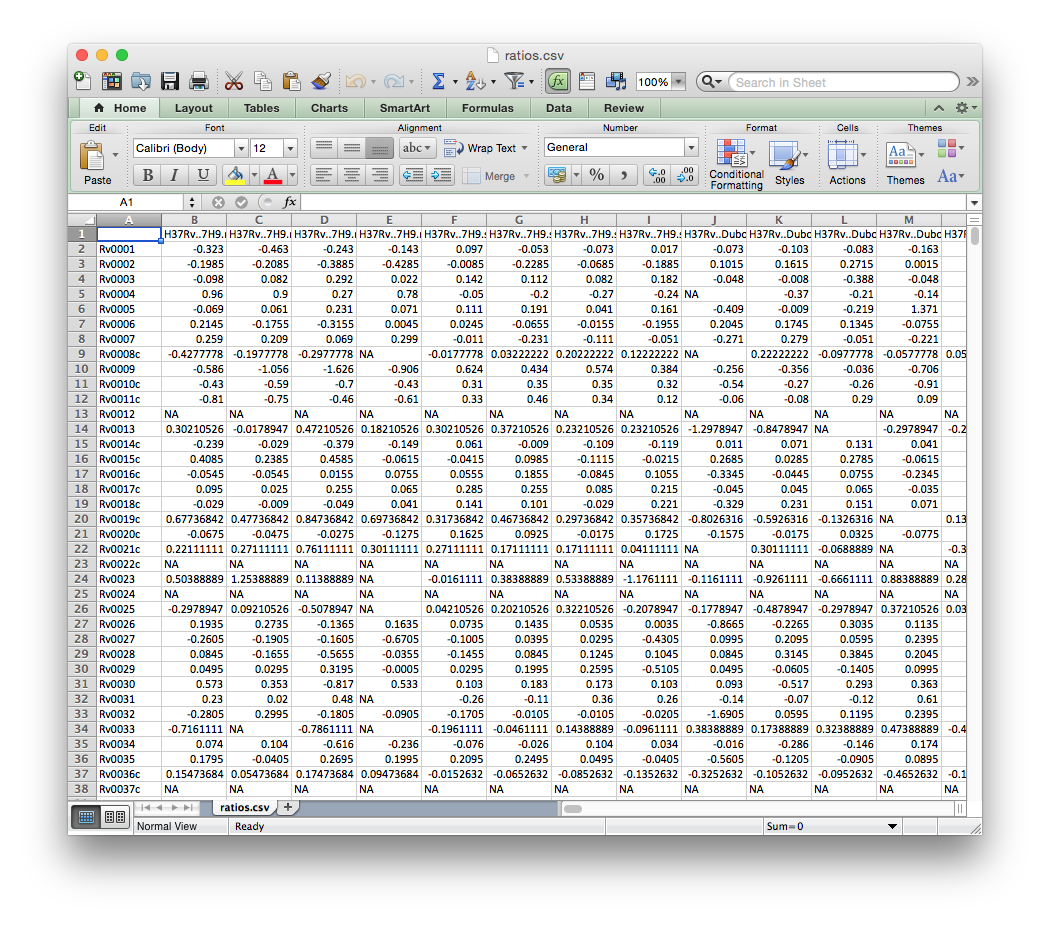 ratios.csv
100% Search in Sheet
Home Layout Tables Charts SmartArt Formulas Data Review
Edit Font Alignment Number Format Cells Themes
Calibri (Body) 12 abc Wrap Text General
Paste B I U A Merge % , Conditional Formatting Styles Actions Themes Aa
A1 fx
A B C D E F G H I J K L M
1 H37Rv..7H9.r H37Rv..7H9.r H37Rv..7H9.r H37Rv..7H9.r H37Rv..7H9.s H37Rv..7H9.s H37Rv..7H9.s H37Rv..7H9.s H37Rv..Dubo H37Rv..Dubo H37Rv..Dubo H37Rv..Dubo H37R
2 Rv0001 -0.323 -0.463 -0.243 -0.143 0.097 -0.053 -0.073 0.017 -0.073 -0.103 -0.083 -0.163
3 Rv0002 -0.1985 -0.2085 -0.3885 -0.4285 -0.0085 -0.2285 -0.0685 -0.1885 0.1015 0.1615 0.2715 0.0015
4 Rv0003 -0.098 0.082 0.292 0.022 0.142 0.112 0.082 0.182 -0.048 -0.008 -0.388 -0.048
5 Rv0004 0.96 0.9 0.27 0.78 -0.05 -0.2 -0.27 -0.24 NA -0.37 -0.21 -0.14
6 Rv0005 -0.069 0.061 0.231 0.071 0.111 0.191 0.041 0.161 -0.409 -0.009 -0.219 1.371
7 Rv0006 0.2145 -0.1755 -0.3155 0.0045 0.0245 -0.0655 -0.0155 -0.1955 0.2045 0.1745 0.1345 -0.0755
8 Rv0007 0.259 0.209 0.069 0.299 -0.011 -0.231 -0.111 -0.051 -0.271 0.279 -0.051 -0.221
9 Rv0008c -0.4277778 -0.1977778 -0.2977778 NA -0.0177778 0.03222222 0.20222222 0.12222222 NA 0.22222222 -0.0977778 -0.0577778 0.05
10 Rv0009 -0.586 -1.056 -1.626 -0.906 0.624 0.434 0.574 0.384 -0.256 -0.356 -0.036 -0.706
11 Rv0010c -0.43 -0.59 -0.7 -0.43 0.31 0.35 0.35 0.32 -0.54 -0.27 -0.26 -0.91
12 Rv0011c -0.81 -0.75 -0.46 -0.61 0.33 0.46 0.34 0.12 -0.06 -0.08 0.29 0.09
13 Rv0012 NA NA NA NA NA NA NA NA NA NA NA NA NA
14 Rv0013 0.30210526 -0.0178947 0.47210526 0.18210526 0.30210526 0.37210526 0.23210526 0.23210526 -1.2978947 -0.8478947 NA -0.2978947 -0.2
15 Rv0014c -0.239 -0.029 -0.379 -0.149 0.061 -0.009 -0.109 -0.119 0.011 0.071 0.131 0.041
16 Rv0015c 0.4085 0.2385 0.4585 -0.0615 -0.0415 0.0985 -0.1115 -0.0215 0.2685 0.0285 0.2785 -0.0615
17 Rv0016c -0.0545 -0.0545 0.0155 0.0755 0.0555 0.1855 -0.0845 0.1055 -0.3345 -0.0445 0.0755 -0.2345
18 Rv0017c 0.095 0.025 0.255 0.065 0.285 0.255 0.085 0.215 -0.045 0.045 0.065 -0.035
19 Rv0018c -0.029 -0.009 -0.049 0.041 0.141 0.101 -0.029 0.221 -0.329 0.231 0.151 0.071
20 Rv0019c 0.67736842 0.47736842 0.84736842 0.69736842 0.31736842 0.46736842 0.29736842 0.35736842 -0.8026316 -0.5926316 -0.1326316 NA 0.13
21 Rv0020c -0.0675 -0.0475 -0.0275 -0.1275 0.1625 0.0925 -0.0175 0.1725 -0.1575 -0.0175 0.0325 -0.0775
22 Rv0021c 0.22111111 0.27111111 0.76111111 0.30111111 0.27111111 0.17111111 0.17111111 0.04111111 NA 0.30111111 -0.0688889 NA -0.3
23 Rv0022c NA NA NA NA NA NA NA NA NA NA NA NA NA
24 Rv0023 0.50388889 1.25388889 0.11388889 NA -0.0161111 0.38388889 0.53388889 -1.1761111 -0.1161111 -0.9261111 -0.6661111 0.88388889 0.28
25 Rv0024 NA NA NA NA NA NA NA NA NA NA NA NA NA
26 Rv0025 -0.2978947 0.09210526 -0.5078947 NA 0.04210526 0.20210526 0.32210526 -0.2078947 -0.1778947 -0.4878947 -0.2978947 0.37210526 0.03
27 Rv0026 0.1935 0.2735 -0.1365 0.1635 0.0735 0.1435 0.0535 0.0035 -0.8665 -0.2265 0.3035 0.1135
28 Rv0027 -0.2605 -0.1905 -0.1605 -0.6705 -0.1005 0.0395 0.0295 -0.4305 0.0995 0.2095 0.0595 0.2395
29 Rv0028 0.0845 -0.1655 -0.5655 -0.0355 -0.1455 0.0845 0.1245 0.1045 0.0845 0.3145 0.3845 0.2045
30 Rv0029 0.0495 0.0295 0.3195 -0.0005 0.0295 0.1995 0.2595 -0.5105 0.0495 -0.0605 -0.1405 0.0995
31 Rv0030 0.573 0.353 -0.817 0.533 0.103 0.183 0.173 0.103 0.093 -0.517 0.293 0.363
32 Rv0031 0.23 0.02 0.48 NA -0.26 -0.11 0.36 0.26 -0.14 -0.07 -0.12 0.61
33 Rv0032 -0.2805 0.2995 -0.1805 -0.0905 -0.1705 -0.0105 -0.0105 -0.0205 -1.6905 0.0595 0.1195 0.2395
34 Rv0033 -0.7161111 NA -0.7861111 NA -0.1961111 -0.0461111 0.14388889 -0.0961111 0.38388889 0.17388889 0.32388889 0.47388889 -0.4
35 Rv0034 0.074 0.104 -0.616 -0.236 -0.076 -0.026 0.104 0.034 -0.016 -0.286 -0.146 0.174
36 Rv0035 0.1795 -0.0405 0.2695 0.1995 0.2095 0.2495 0.0495 -0.0405 -0.5605 -0.1205 -0.0905 0.0895
37 Rv0036c 0.15473684 0.05473684 0.17473684 0.09473684 -0.0152632 -0.0652632 -0.0852632 -0.1352632 -0.3252632 -0.1052632 -0.0952632 -0.4652632 -0.1
38 Rv0037c NA NA NA NA NA NA NA NA NA NA NA NA NA
ratios.csv
Normal View Ready Sum=0